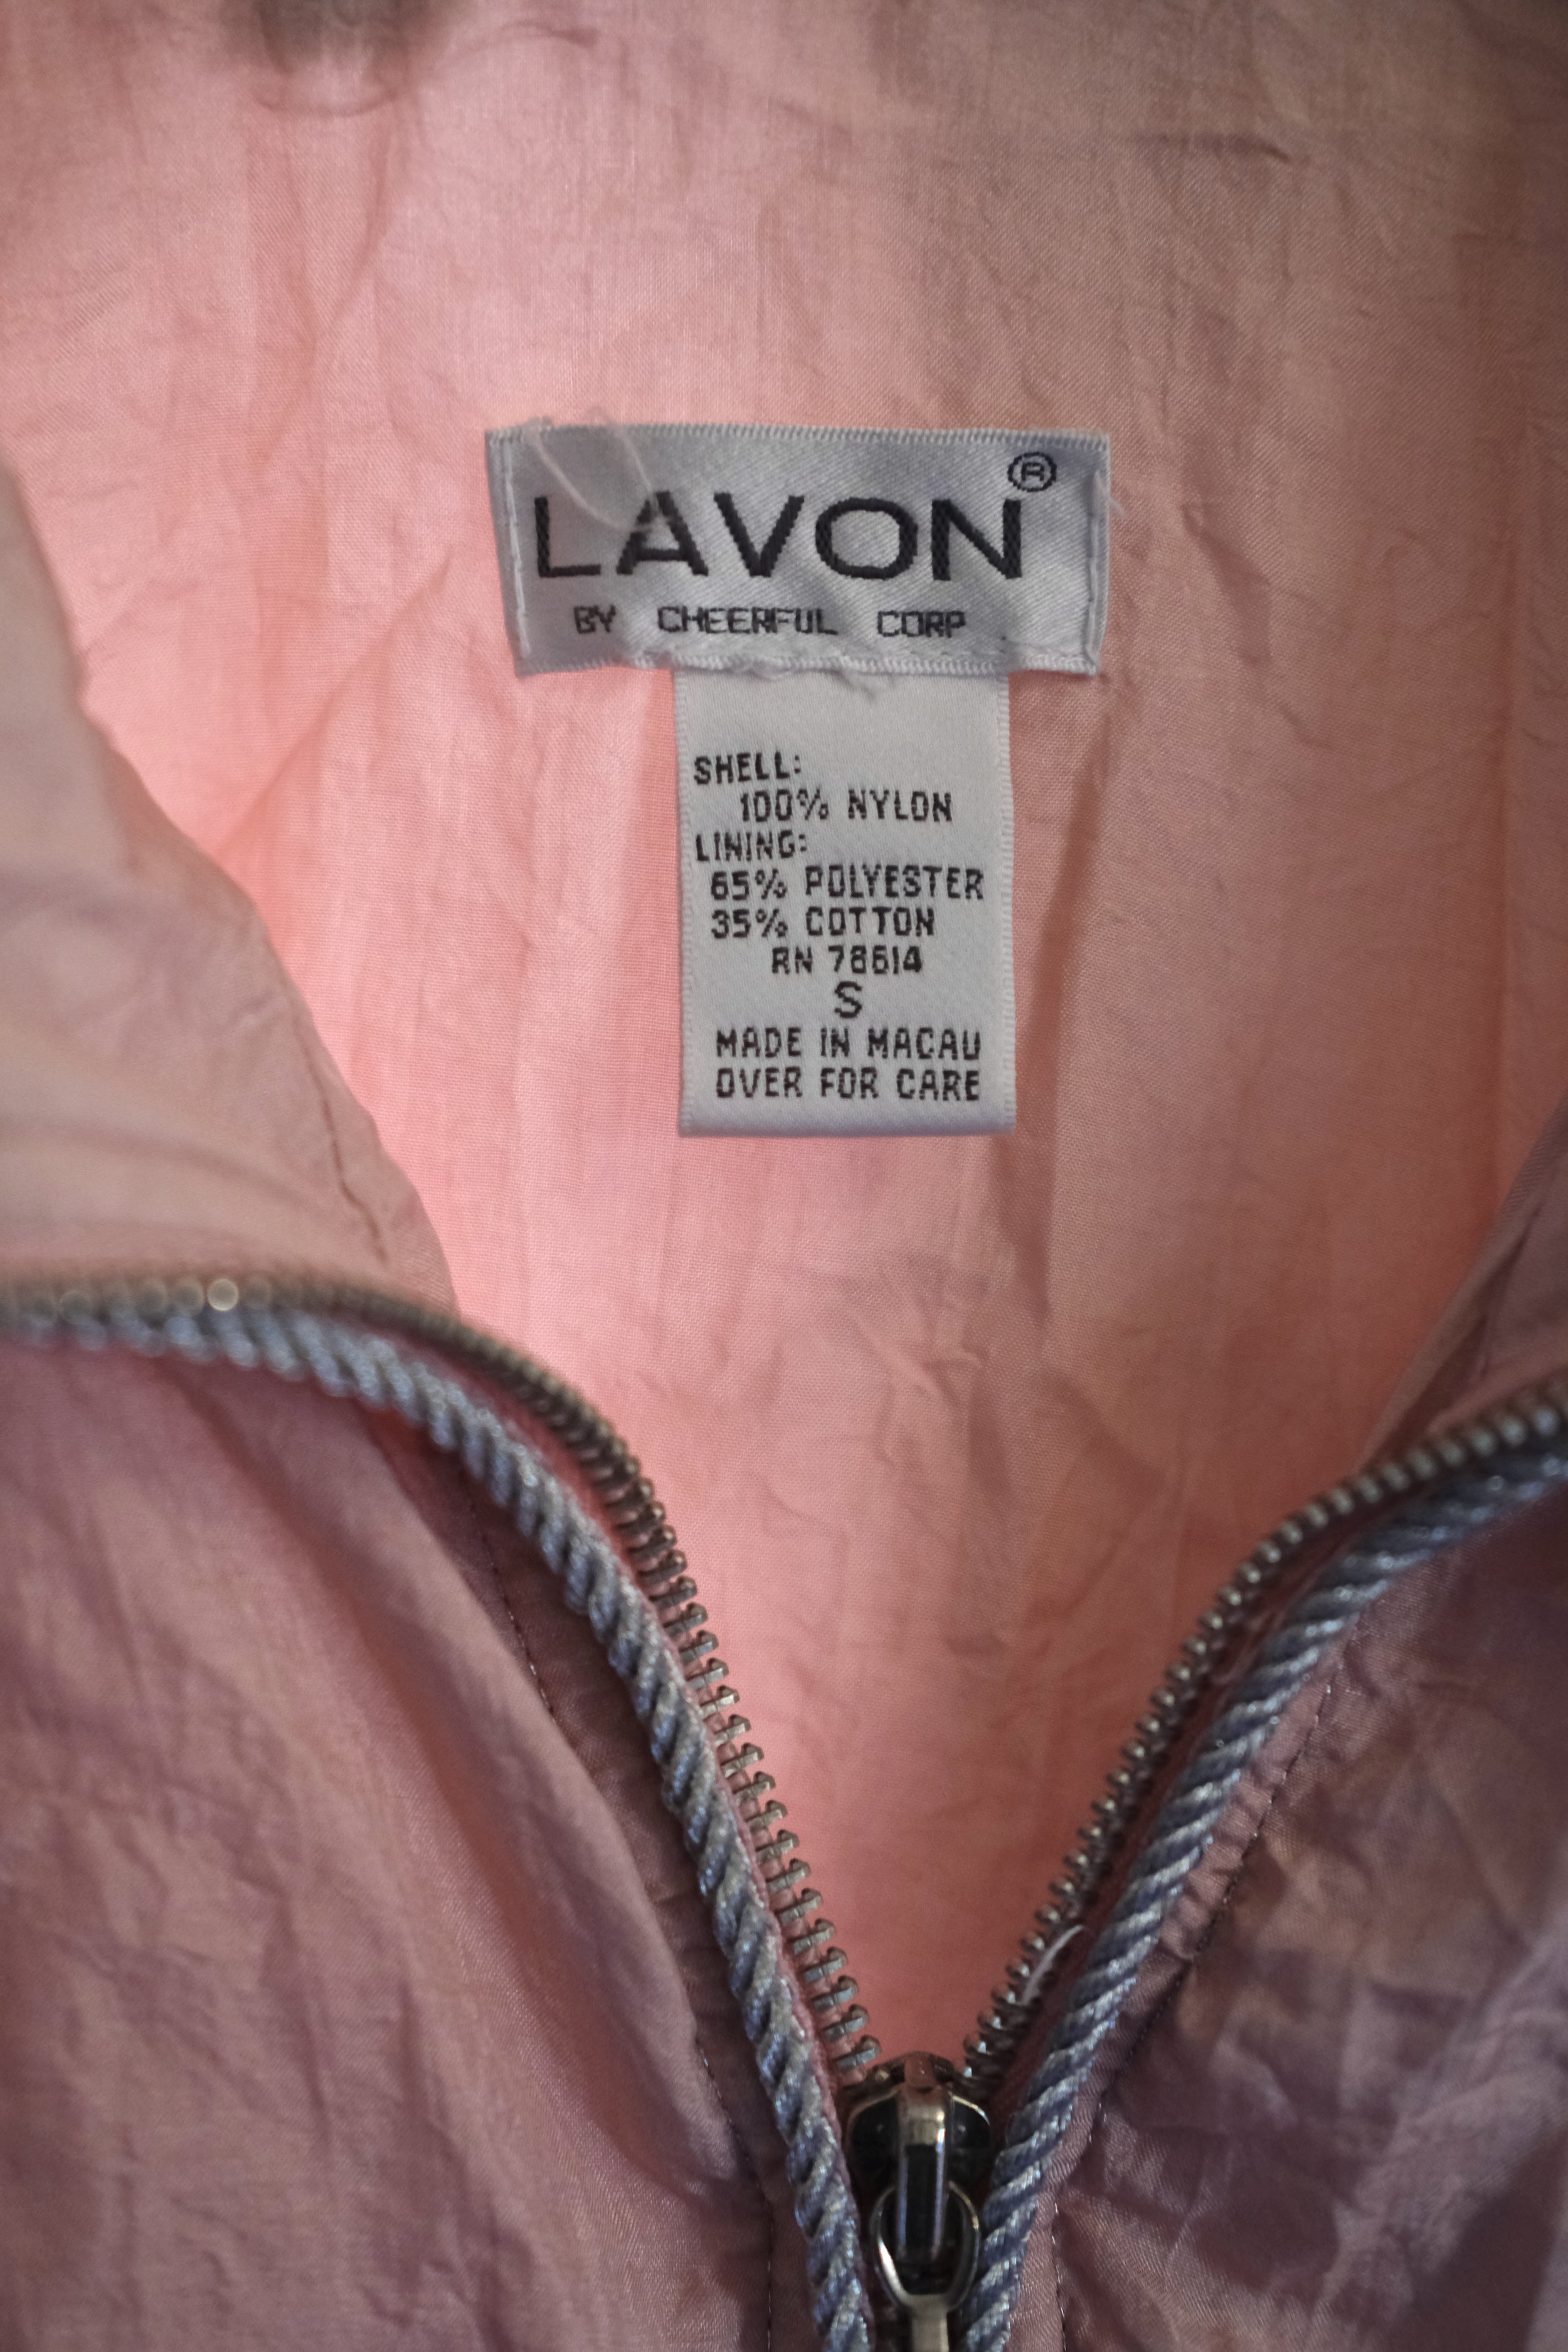 LAVON®
BY CHEERFUL CORP
SHELL:
100% NYLON
LINING:
65% POLYESTER
35% COTTON
RN 78614
S
MADE IN MACAU
OVER FOR CARE